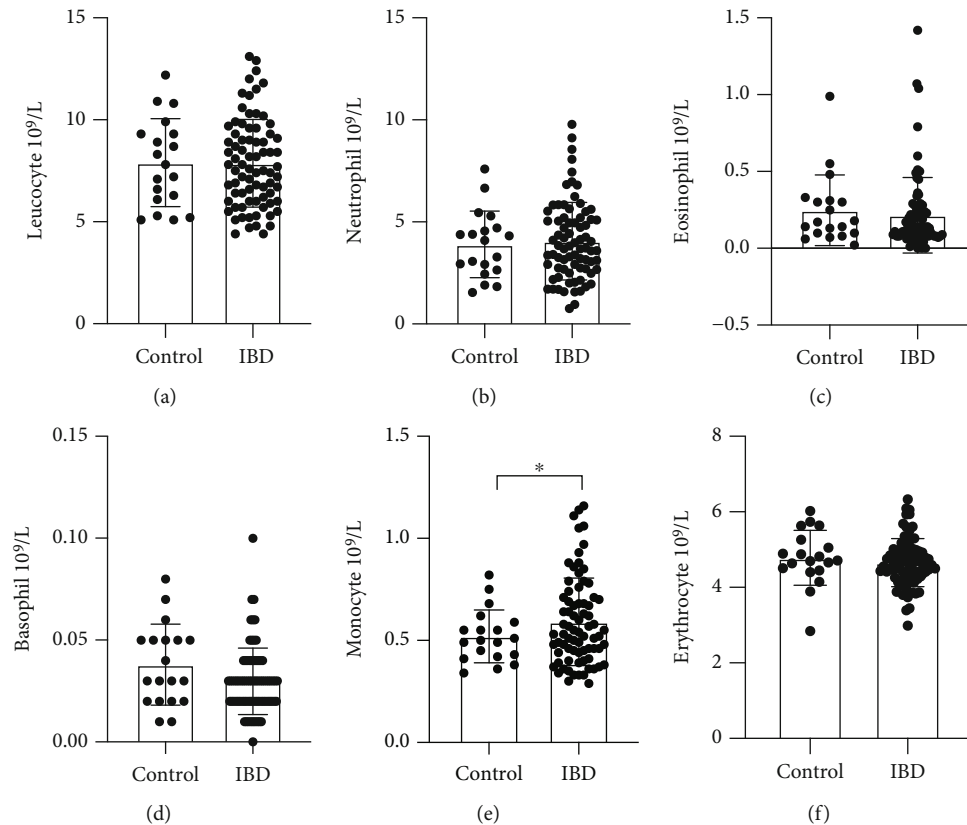 Leucocyte 10⁹/L
15
10
5
0
Control IBD
(a)
Neutrophil 10⁹/L
15
10
5
0
Control IBD
(b)
Eosinophil 10⁹/L
1.5
1.0
0.5
0.0
−0.5
Control IBD
(c)
Basophil 10⁹/L
0.15
0.10
0.05
0.00
Control IBD
(d)
Monocyte 10⁹/L
1.5
1.0
0.5
0.0
*
Control IBD
(e)
Erythrocyte 10⁹/L
8
6
4
2
0
Control IBD
(f)